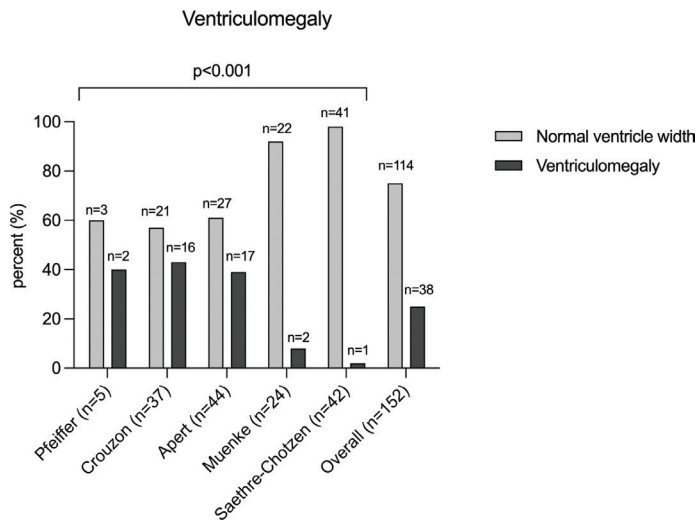 Ventriculomegaly
p<0.001
percent (%)
100
80
60
40
20
0
n=3
n=2
n=21
n=16
n=27
n=17
n=22
n=2
n=41
n=1
n=114
n=38
Normal ventricle width
Ventriculomegaly
Pfeiffer (n=5)
Crouzon (n=37)
Apert (n=44)
Muenke (n=24)
Saethre-Chotzen (n=42)
Overall (n=152)